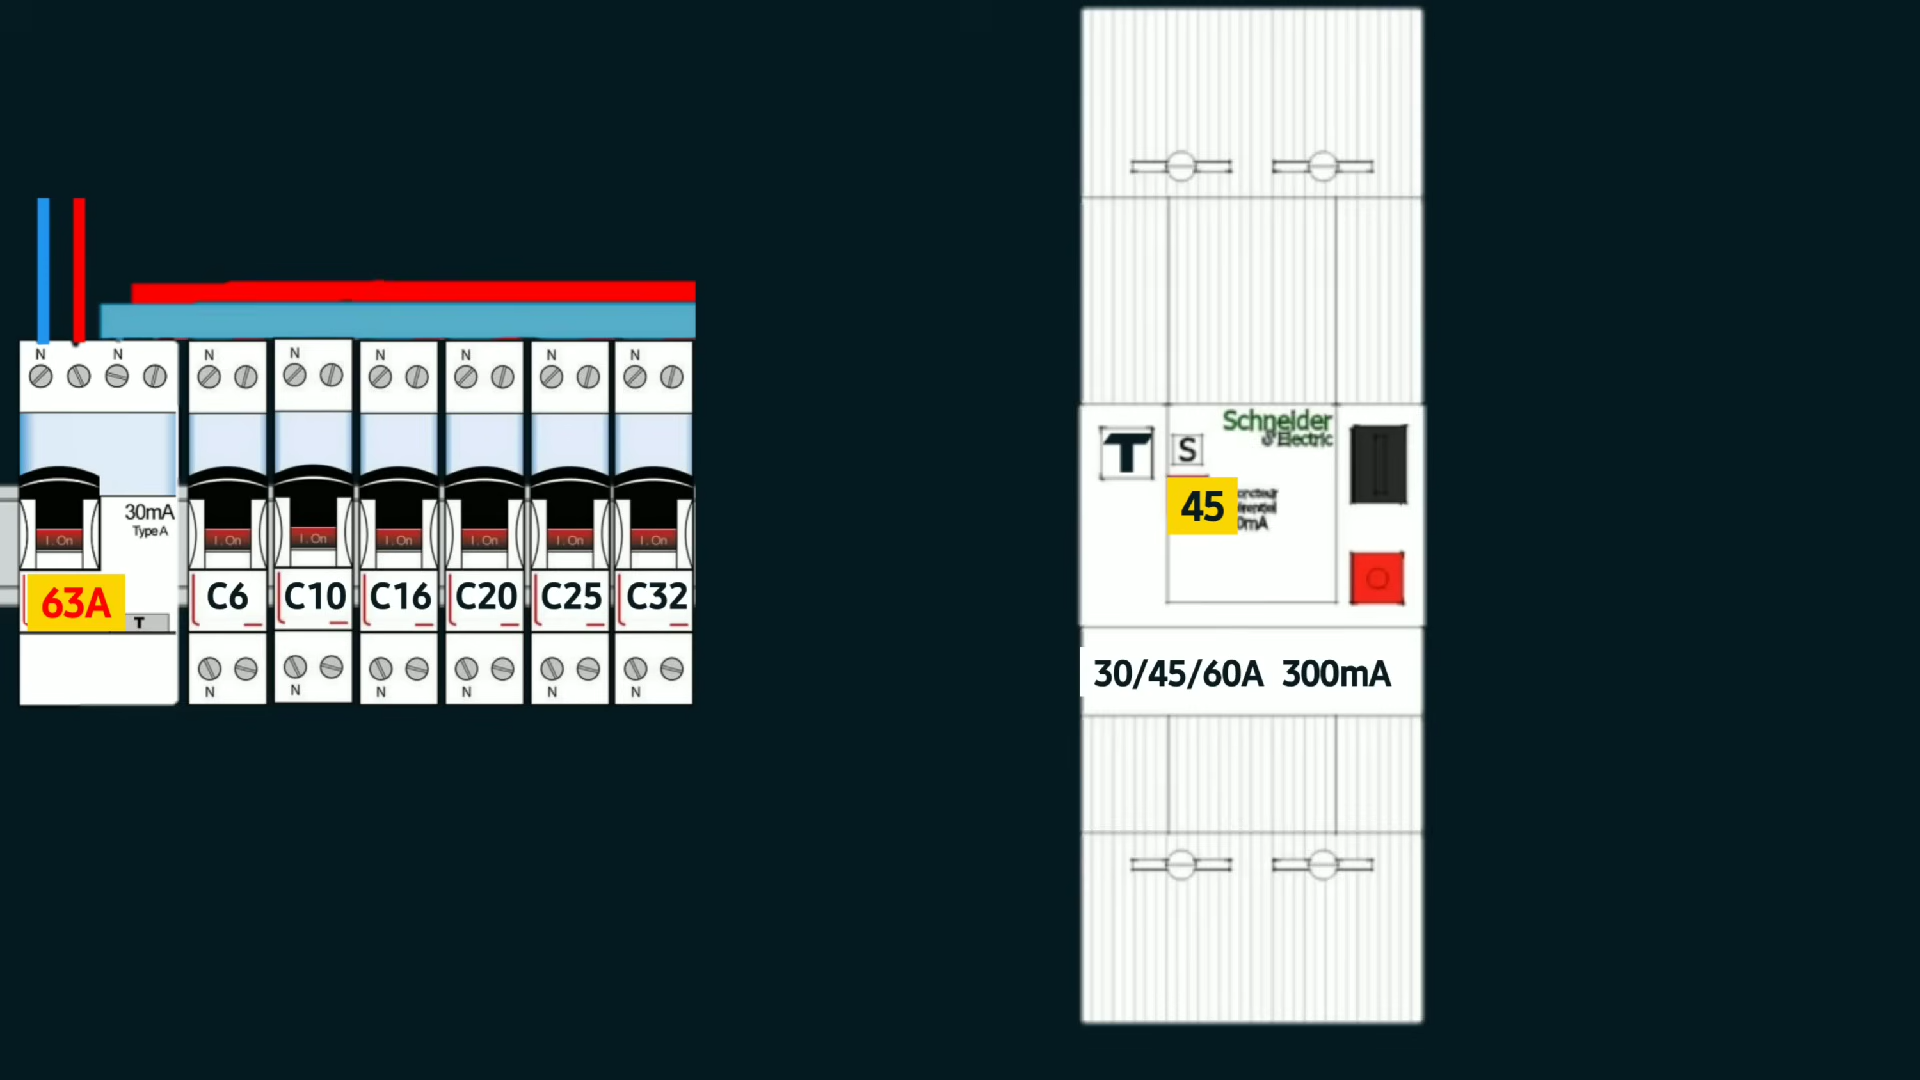 N N
N
N
N
N
N
N
30mA
Type A
I.On
I.On
I.On
I.On
I.On
I.On
I.On
63A
T
C6
C10
C16
C20
C25
C32
N
N
N
N
N
N
Schneider
Electric
T
S
45
30/45/60A 300mA